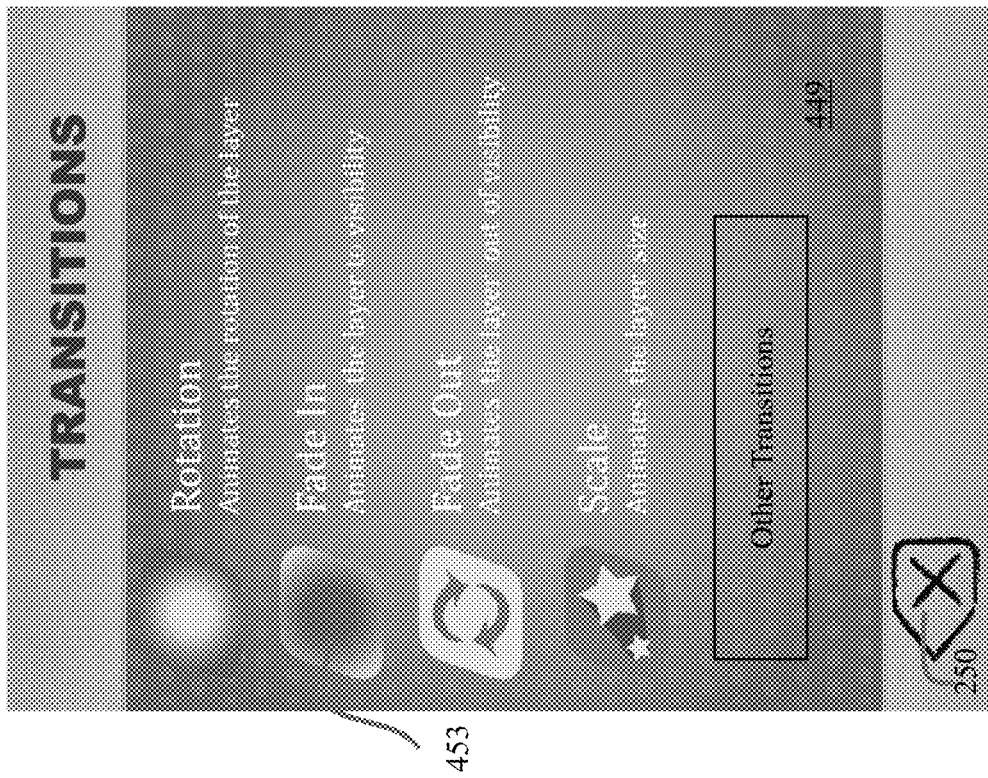 TRANSITIONS
Rotation
Animates the rotation of the layer
Fade In
Animates the layer to visibility
Fade Out
Animates the layer out of visibility
Scale
Animates the layer size
Other Transitions
449
X
250
453